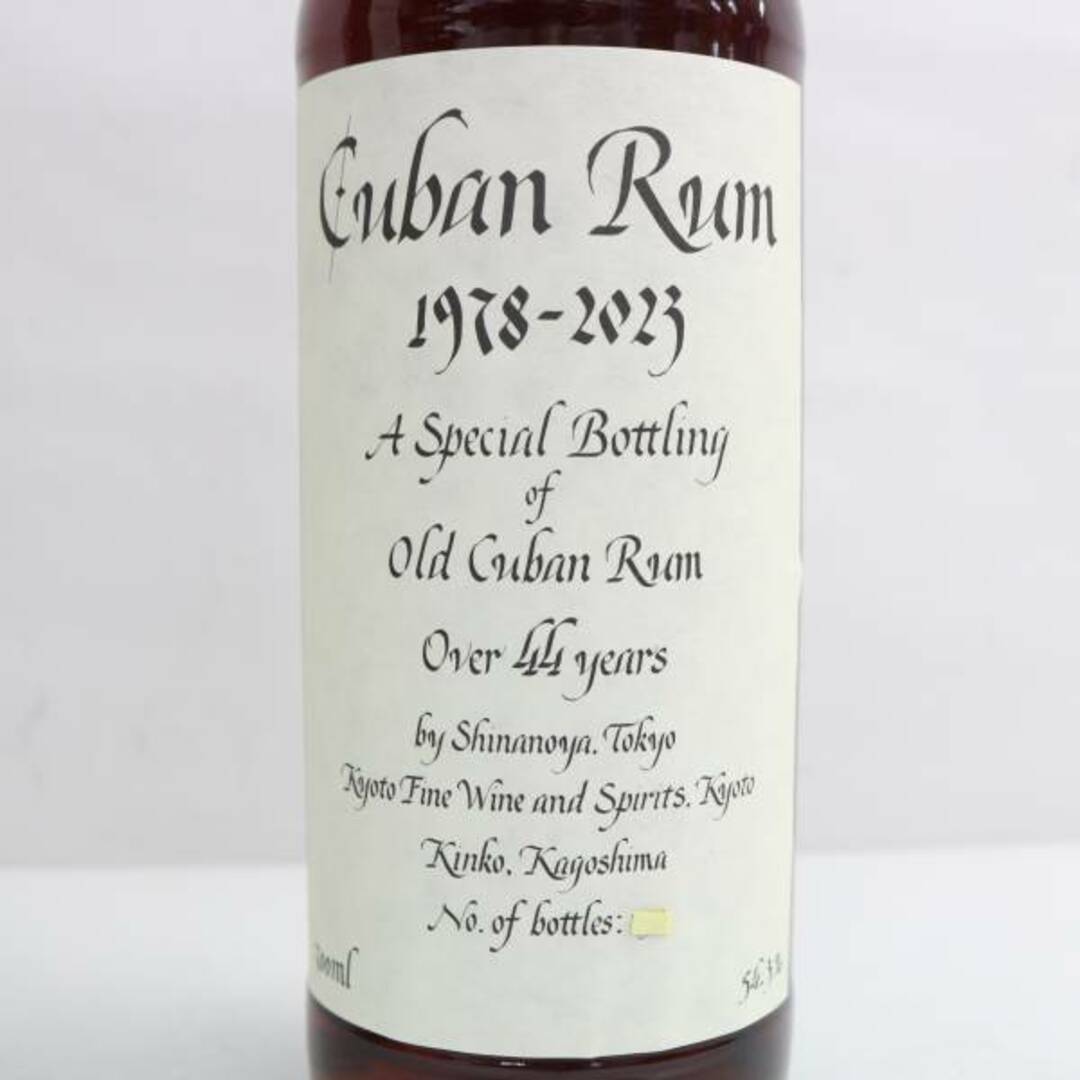 Cuban Rum
1978-2023
A Special Bottling
of
Old Cuban Rum
Over 44 years
by Shinanoya. Tokyo
Kyoto Fine Wine and Spirits. Kyoto
Kinko. Kagoshima
No. of bottles: